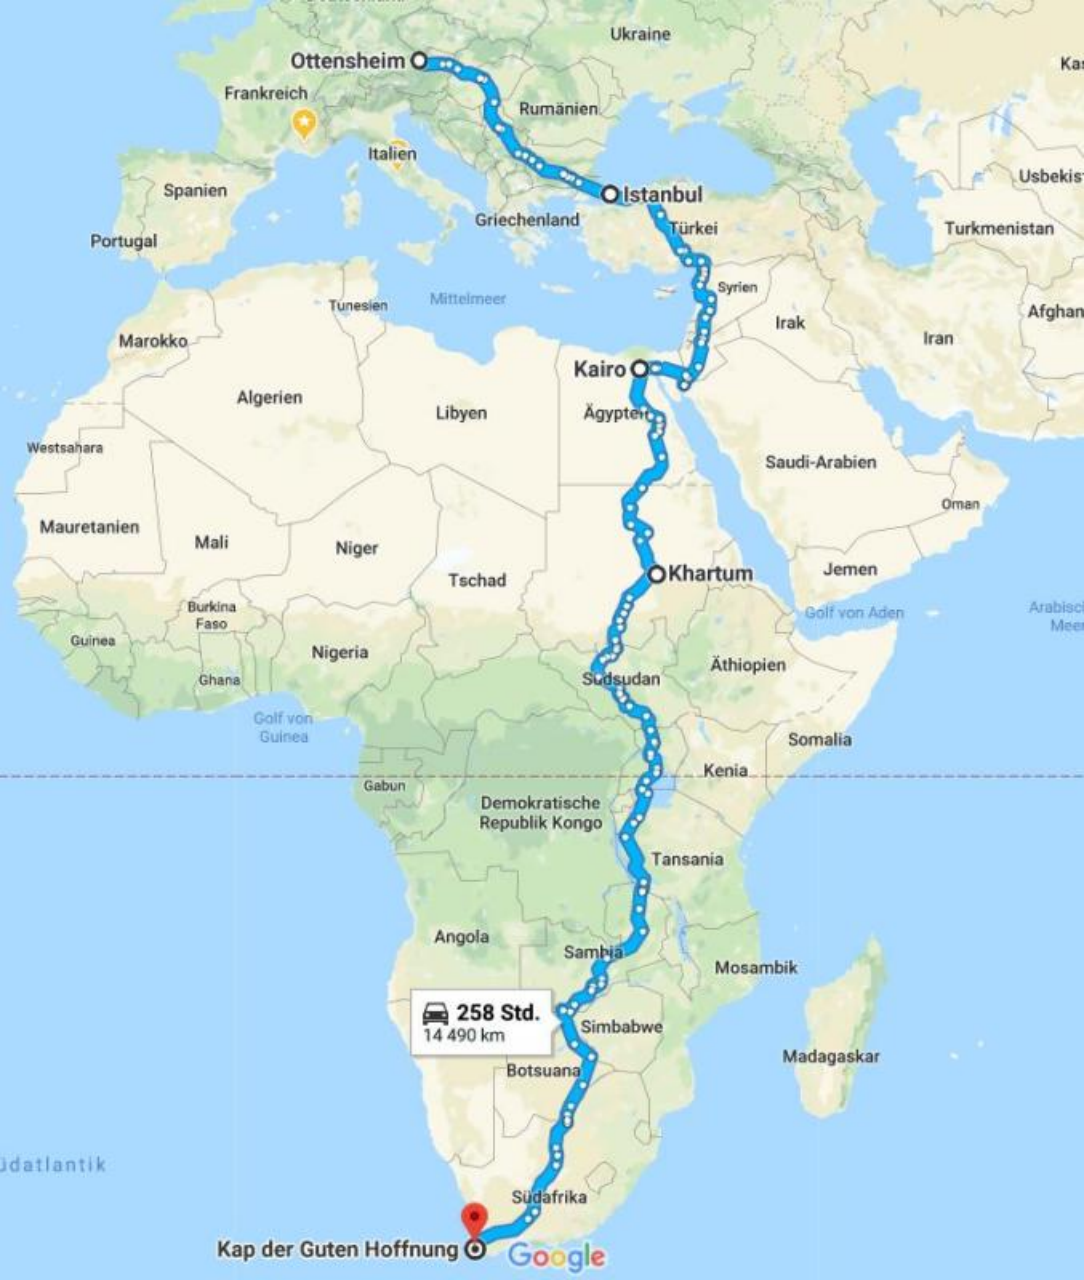 Ukraine
Ottensheim
Kas
Frankreich
Rumänien
Italien
Usbekis
Spanien
Istanbul
Griechenland
Türkei
Turkmenistan
Portugal
Syrien
Tunesien
Mittelmeer
Afghan
Irak
Marokko
Iran
Kairo
Algerien
Libyen
Ägypten
Westsahara
Saudi-Arabien
Oman
Mauretanien
Mali
Niger
Khartum
Jemen
Tschad
Burkina
Faso
Golf von Aden
Arabisc
Meer
Guinea
Nigeria
Äthiopien
Ghana
Südsudan
Golf von
Guinea
Somalia
Kenia
Gabun
Demokratische
Republik Kongo
Tansania
Angola
Sambia
Mosambik
258 Std.
14 490 km
Simbabwe
Madagaskar
Botsuana
üdatlantik
Südafrika
Kap der Guten Hoffnung
Google